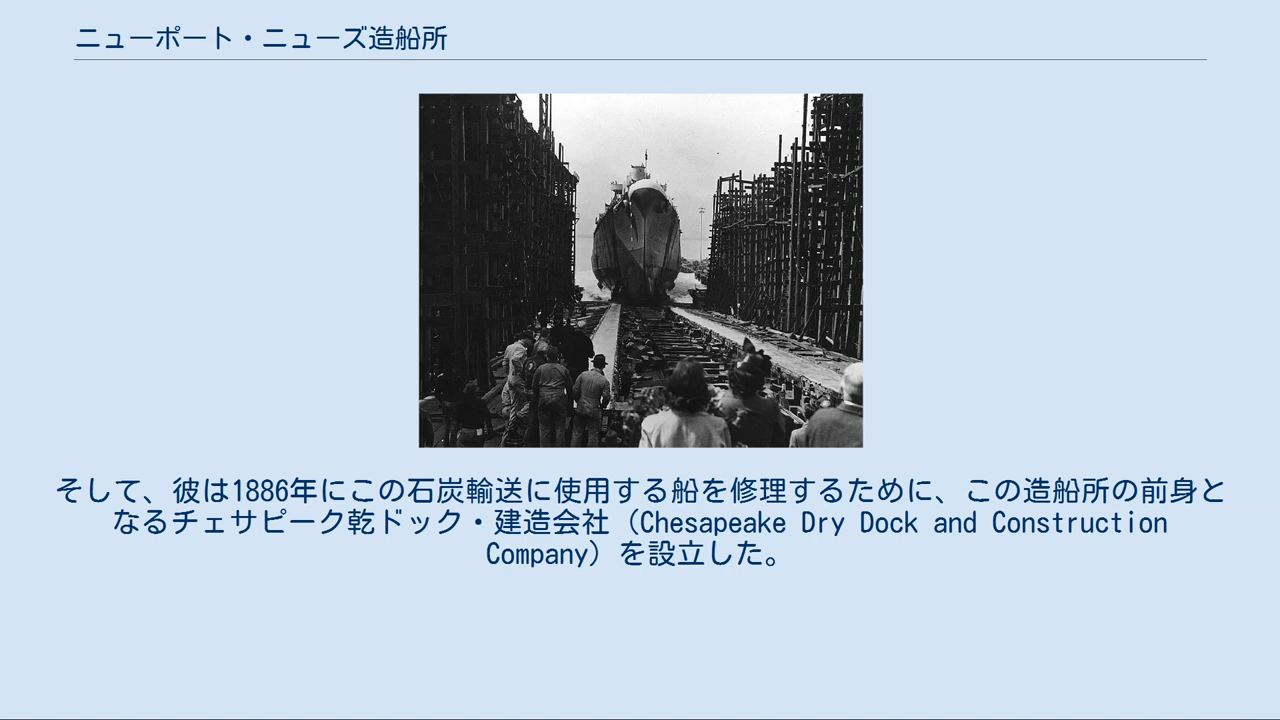 ニューポート・ニューズ造船所
そして、彼は1886年にこの石炭輸送に使用する船を修理するために、この造船所の前身と
なるチェサピーク乾ドック・建造会社（Chesapeake Dry Dock and Construction
Company）を設立した。